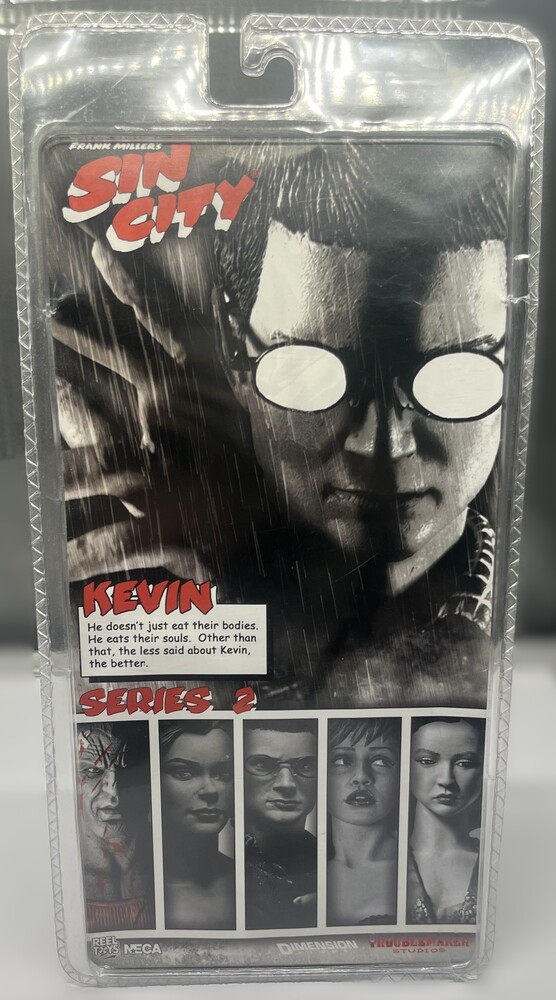 FRANK MILLER'S
SIN
CITY
KEVIN
He doesn't just eat their bodies.
He eats their souls. Other than
that, the less said about Kevin,
the better.
SERIES 2
REEL
TOYS
NECA
DIMENSION
TROUBLEMAKER
STUDIOS